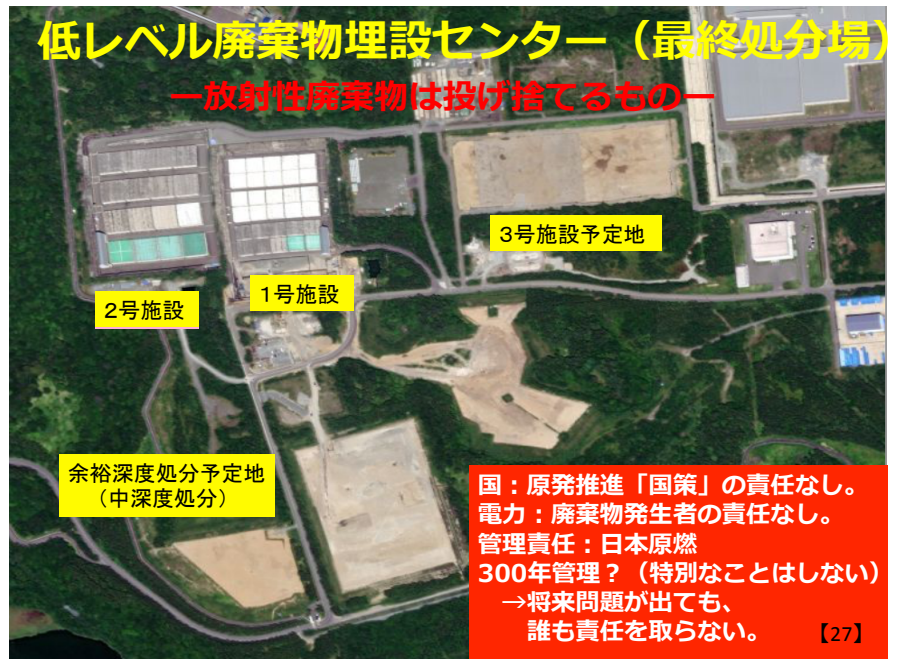 低レベル廃棄物埋設センター（最終処分場）
ー放射性廃棄物は投げ捨てるものー
3号施設予定地
1号施設
2号施設
余裕深度処分予定地
（中深度処分）
国：原発推進「国策」の責任なし。
電力：廃棄物発生者の責任なし。
管理責任：日本原燃
300年管理？（特別なことはしない）
→将来問題が出ても、
誰も責任を取らない。
【27】